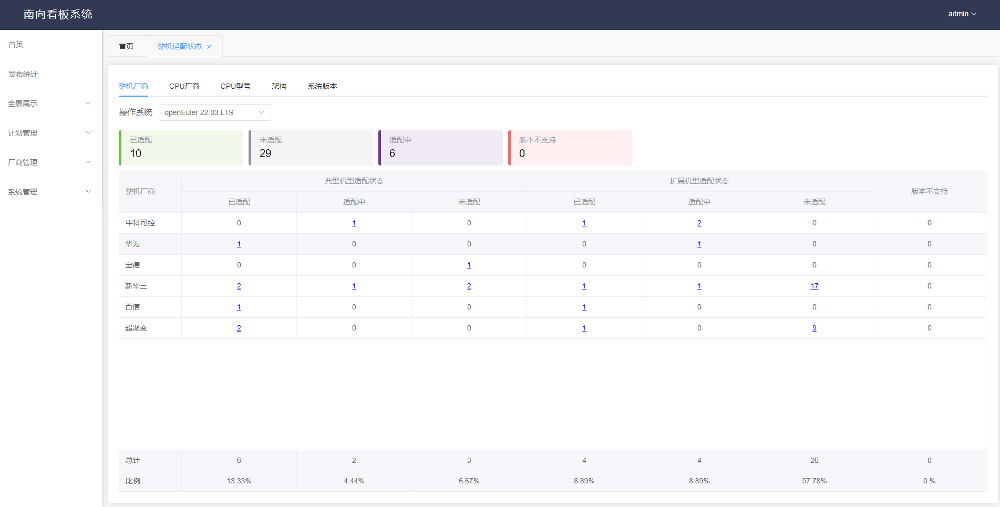 南向看板系统
admin
首页
发布统计
全景展示
计划管理
厂商管理
系统管理
首页 整机适配状态
整机厂商 CPU厂商 CPU型号 架构 系统版本
操作系统 openEuler 22.03 LTS
已适配 未适配 适配中 版本不支持
10 29 6 0
整机厂商 典型机型适配状态 扩展机型适配状态 版本不支持
已适配 适配中 未适配 已适配 适配中 未适配
中科可控 0 1 0 1 2 0 0
华为 1 0 0 0 1 0 0
宝德 0 0 1 0 0 0 0
新华三 2 1 2 1 1 17 0
百信 1 0 0 1 0 0 0
超聚变 2 0 0 1 0 9 0
总计 6 2 3 4 4 26 0
比例 13.33% 4.44% 6.67% 8.89% 8.89% 57.78% 0 %